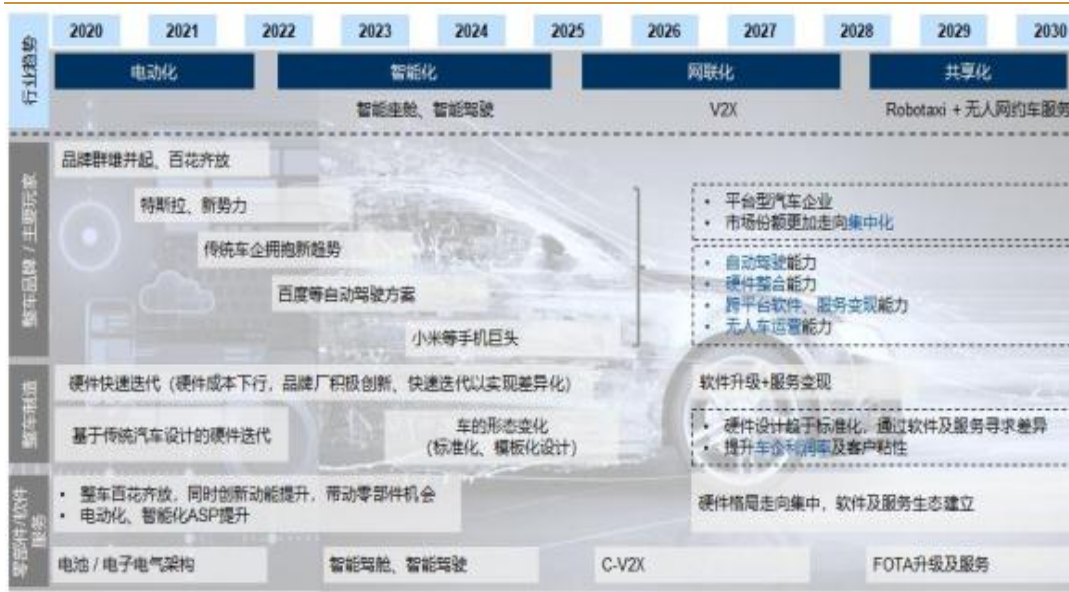 2020 2021 2022 2023 2024 2025 2026 2027 2028 2029 2030
行业趋势
电动化 智能化 网联化 共享化
智能座舱、智能驾驶 V2X Robotaxi + 无人网约车服务
整车品牌 / 主要玩家
品牌群雄并起、百花齐放
特斯拉、新势力
传统车企拥抱新趋势
百度等自动驾驶方案
小米等手机巨头
• 平台型汽车企业
• 市场份额更加走向集中化
• 自动驾驶能力
• 硬件整合能力
• 跨平台软件、服务变现能力
• 无人车运营能力
整车制造
硬件快速迭代（硬件成本下行，品牌厂积极创新、快速迭代以实现差异化）
软件升级+服务变现
基于传统汽车设计的硬件迭代
车的形态变化
(标准化、模板化设计)
• 硬件设计趋于标准化，通过软件及服务寻求差异
• 提升车企利润率及客户粘性
零部件/软件
服务
• 整车百花齐放，同时创新动能提升，带动零部件机会
• 电动化、智能化ASP提升
硬件格局走向集中，软件及服务生态建立
电池 / 电子电气架构 智能驾舱、智能驾驶 C-V2X FOTA升级及服务